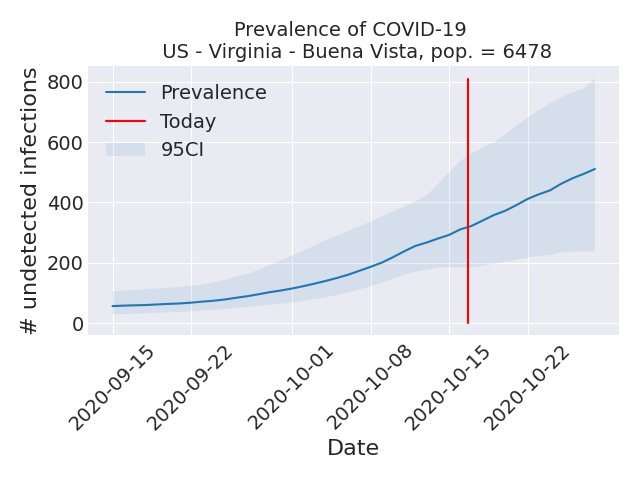 Prevalence of COVID-19
US - Virginia - Buena Vista, pop. = 6478
# undetected infections
800
600
400
200
0
Prevalence
Today
95CI
2020-09-15
2020-09-22
2020-10-01
2020-10-08
2020-10-15
2020-10-22
Date